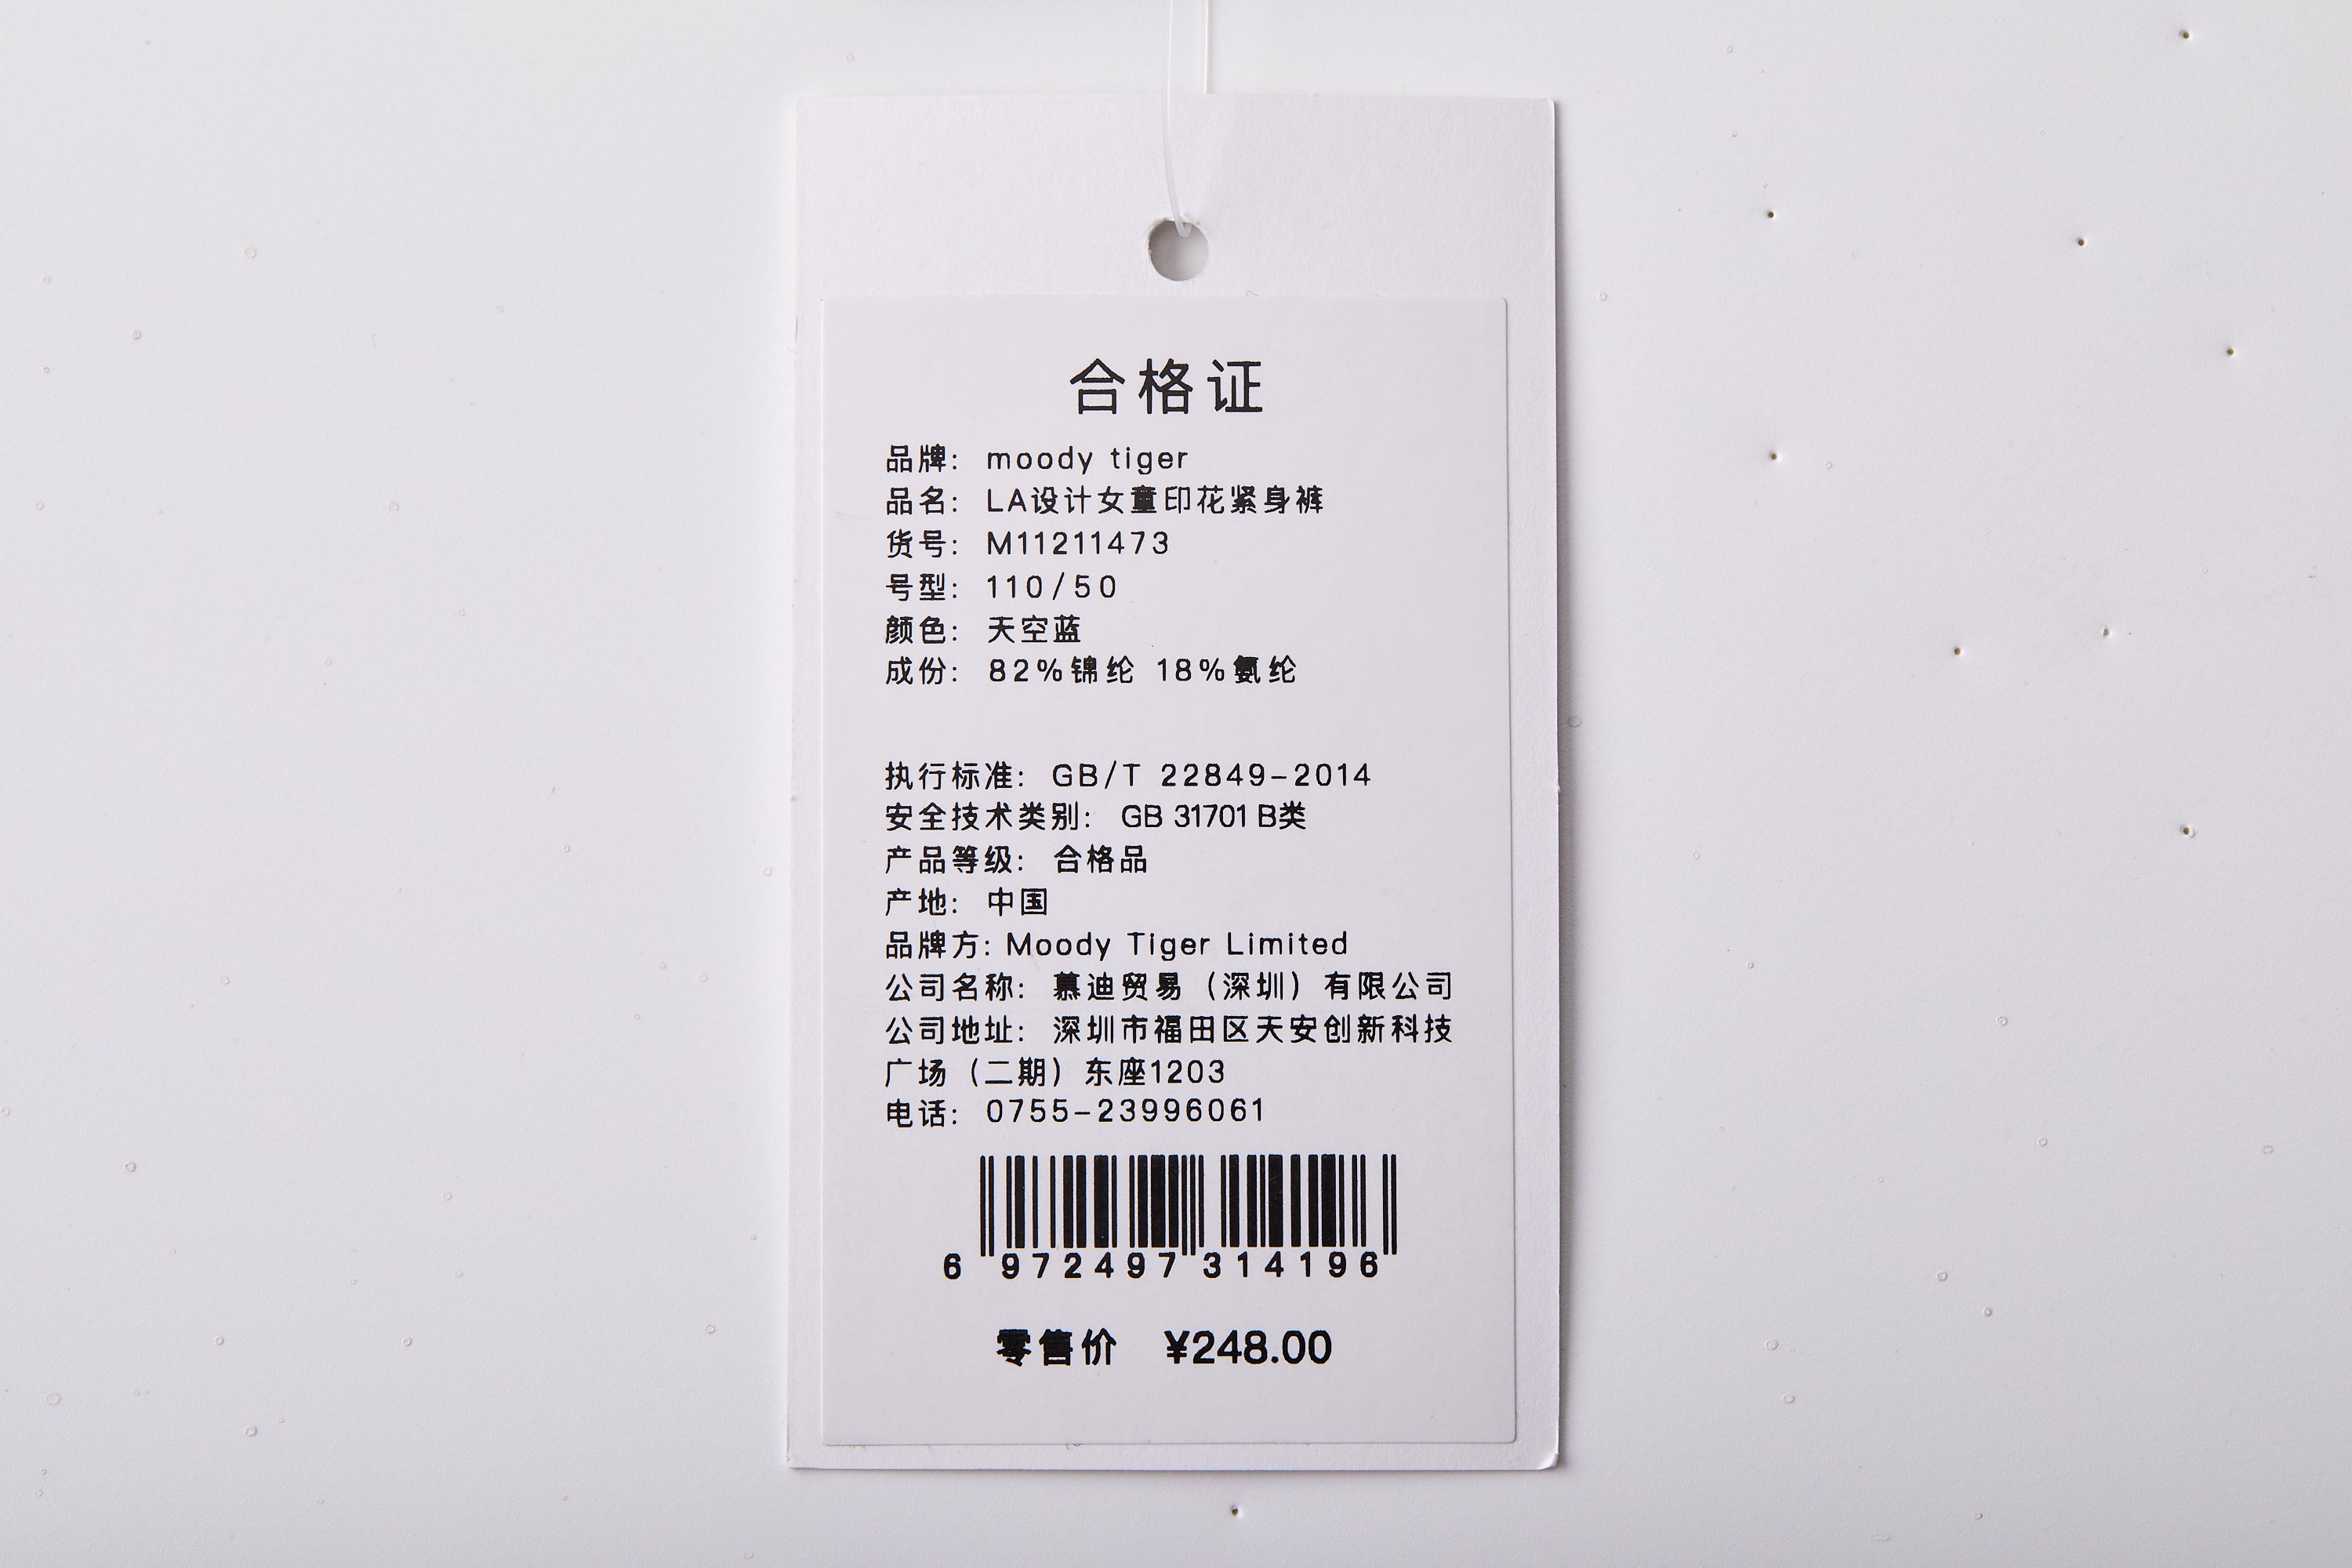 合格证
品牌: moody tiger
品名: LA设计女童印花紧身裤
货号: M11211473
号型: 110/50
颜色: 天空蓝
成份: 82%锦纶 18%氨纶
执行标准: GB/T 22849-2014
安全技术类别: GB 31701 B类
产品等级: 合格品
产地: 中国
品牌方: Moody Tiger Limited
公司名称: 慕迪贸易（深圳）有限公司
公司地址: 深圳市福田区天安创新科技
广场（二期）东座1203
电话: 0755-23996061
6 972497 314196
零售价 ¥248.00